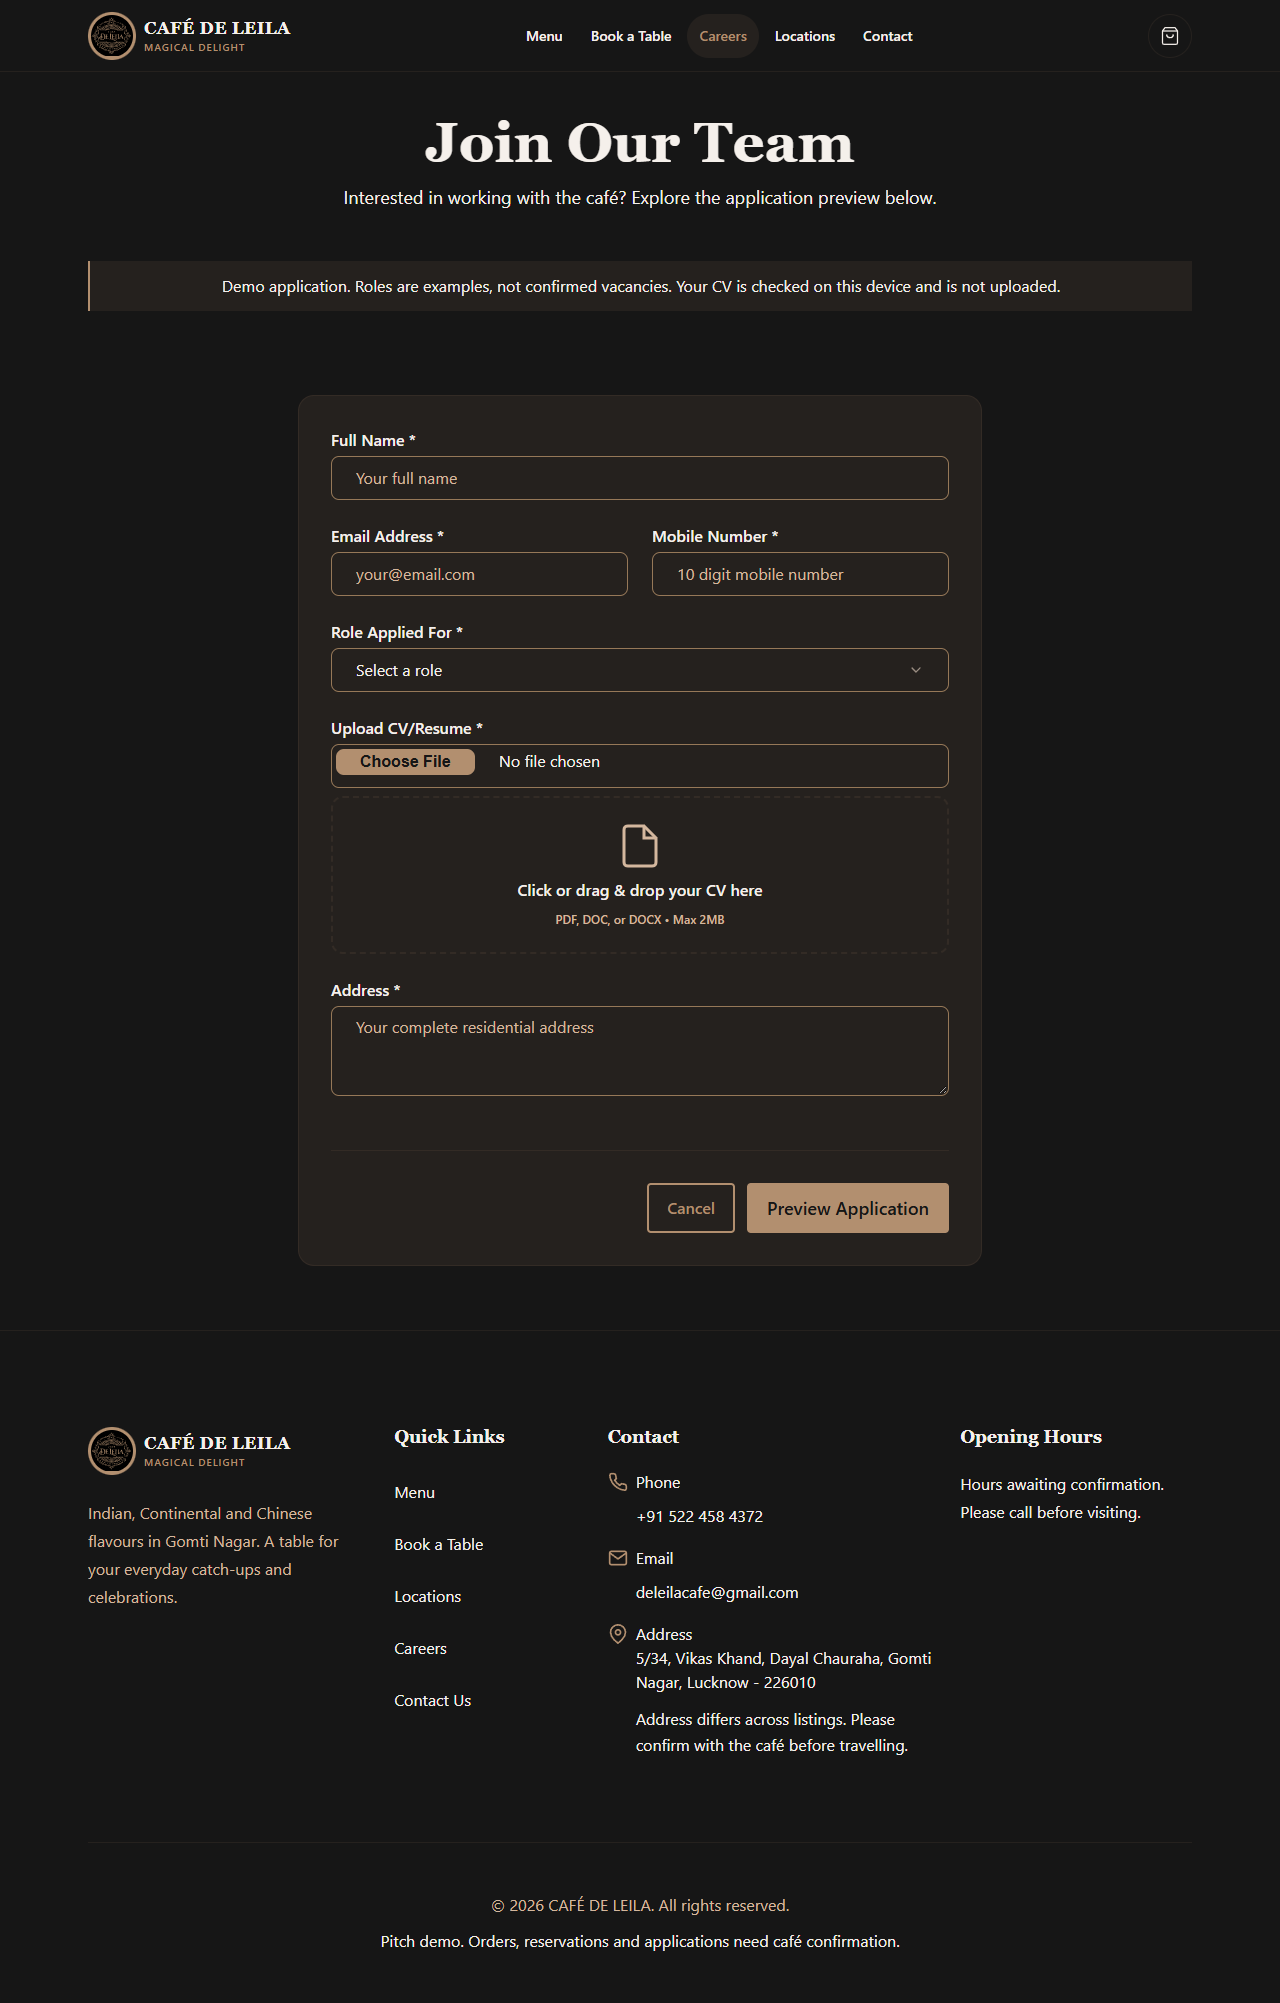 CAFÉ DE LEILA
MAGICAL DELIGHT
Menu
Book a Table
Careers
Locations
Contact
Join Our Team
Interested in working with the café? Explore the application preview below.
Demo application. Roles are examples, not confirmed vacancies. Your CV is checked on this device and is not uploaded.
Full Name *
Your full name
Email Address *
your@email.com
Mobile Number *
10 digit mobile number
Role Applied For *
Select a role
Upload CV/Resume *
Choose File
No file chosen
Click or drag & drop your CV here
PDF, DOC, or DOCX • Max 2MB
Address *
Your complete residential address
Cancel
Preview Application
DE LEILA
CAFÉ DE LEILA
MAGICAL DELIGHT
Indian, Continental and Chinese
flavours in Gomti Nagar. A table for
your everyday catch-ups and
celebrations.
Quick Links
Menu
Book a Table
Locations
Careers
Contact Us
Contact
Phone
+91 522 458 4372
Email
deleilacafe@gmail.com
Address
5/34, Vikas Khand, Dayal Chauraha, Gomti
Nagar, Lucknow - 226010
Address differs across listings. Please
confirm with the café before travelling.
Opening Hours
Hours awaiting confirmation.
Please call before visiting.
© 2026 CAFÉ DE LEILA. All rights reserved.
Pitch demo. Orders, reservations and applications need café confirmation.